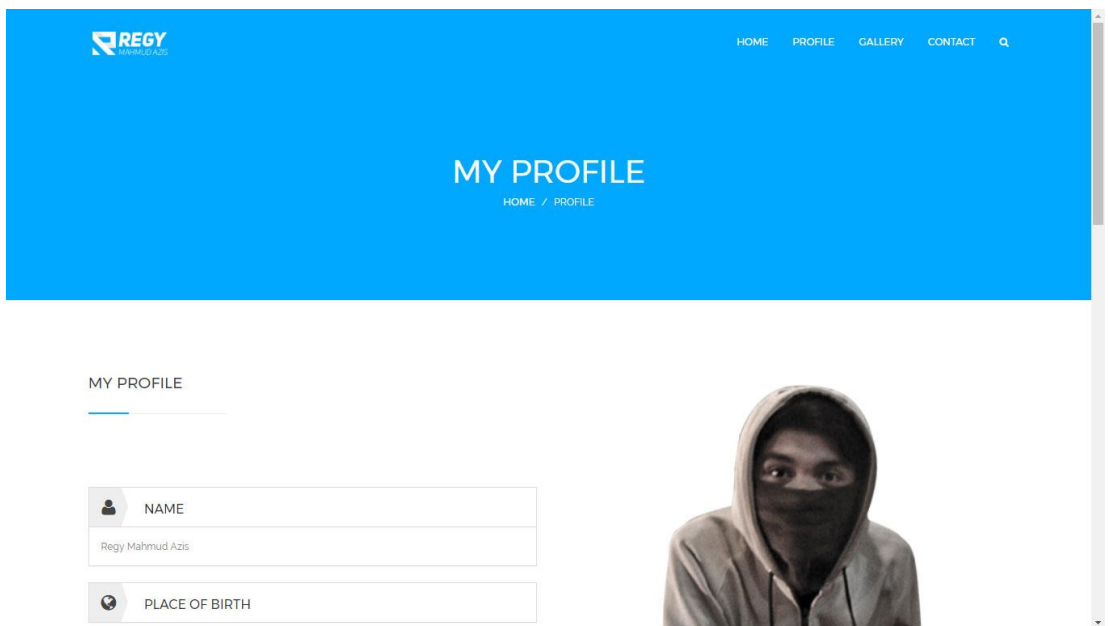 REGY
MAHMUD AZIS
HOME PROFILE GALLERY CONTACT
MY PROFILE
HOME / PROFILE
MY PROFILE
NAME
Regy Mahmud Azis
PLACE OF BIRTH